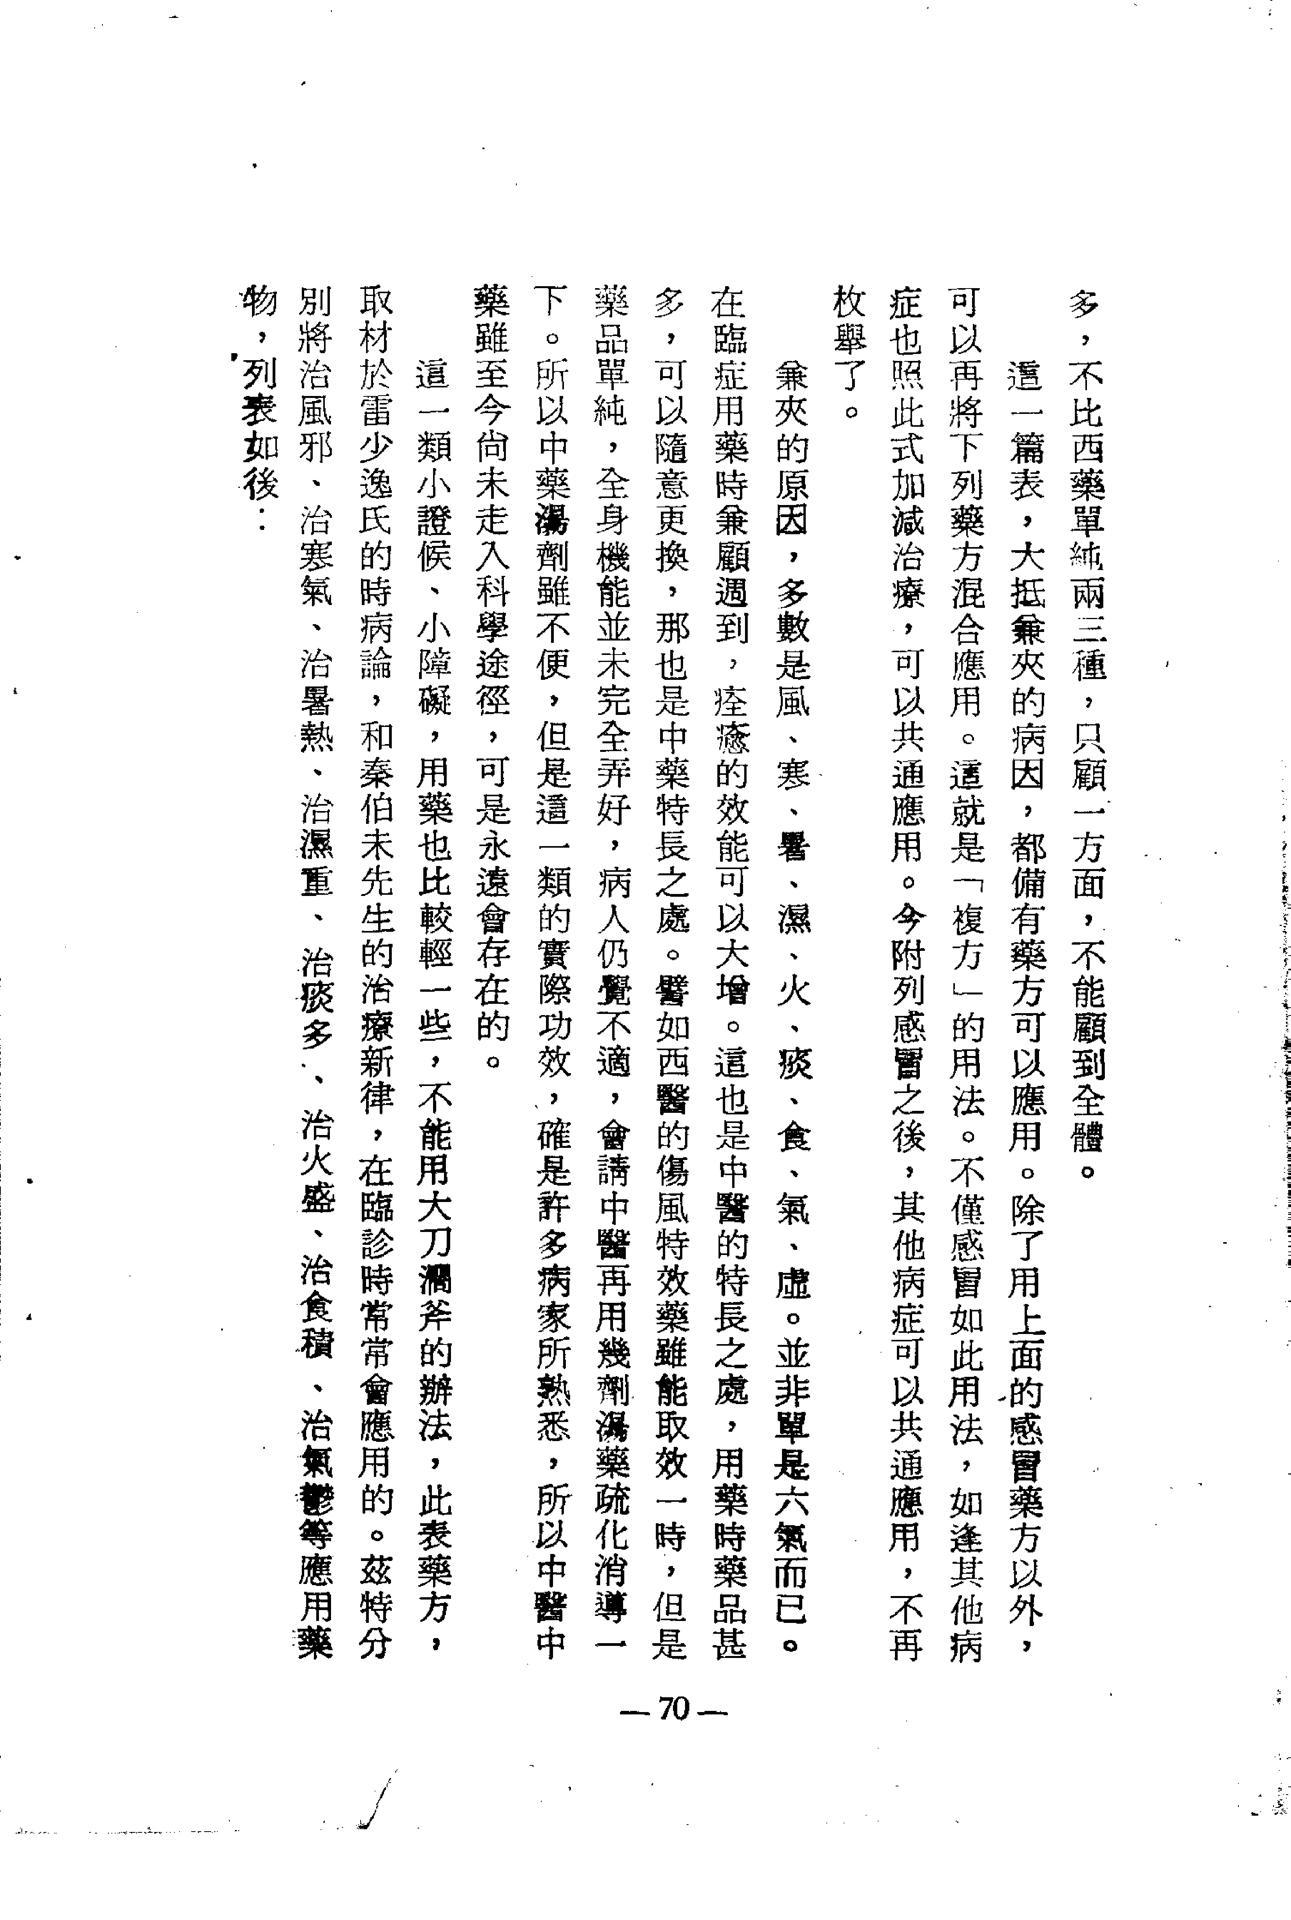 多，不比西藥單純兩三種，只顧一方面，不能顧到全體。
這一篇表，大抵兼夾的病因，都備有藥方可以應用。除了用上面的感冒藥方以外，
可以再將下列藥方混合應用。這就是「複方」的用法。不僅感冒如此用法，如逢其他病
症也照此式加減治療，可以共通應用。今附列感冒之後，其他病症可以共通應用，不再
枚舉了。
兼夾的原因，多數是風、寒、暑、濕、火、痰、食、氣、虛。並非單是六氣而已。
在臨症用藥時兼顧週到，痊癒的效能可以大增。這也是中醫的特長之處，用藥時藥品甚
多，可以隨意更換，那也是中藥特長之處。譬如西醫的傷風特效藥雖能取效一時，但是
藥品單純，全身機能並未完全弄好，病人仍覺不適，會請中醫再用幾劑湯藥疏化消導一
下。所以中藥湯劑雖不便，但是這一類的實際功效，確是許多病家所熟悉，所以中醫中
藥雖至今尚未走入科學途徑，可是永遠會存在的。
這一類小證候、小障礙，用藥也比較輕一些，不能用大刀濶斧的辦法，此表藥方，
取材於雷少逸氏的時病論，和秦伯未先生的治療新律，在臨診時常常會應用的。茲特分
別將治風邪、治寒氣、治暑熱、治濕重、治痰多、治火盛、治食積、治氣鬱等應用藥
物，列表如後：
—70—